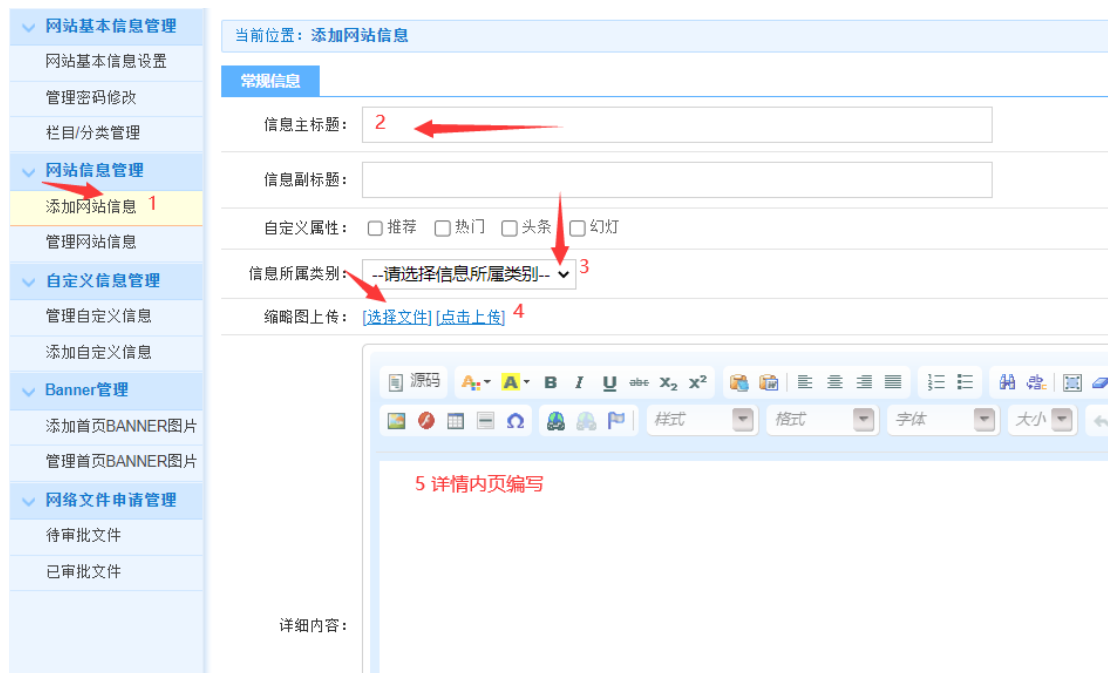 网站基本信息管理
网站基本信息设置
管理密码修改
栏目/分类管理
网站信息管理
添加网站信息 1
管理网站信息
自定义信息管理
管理自定义信息
添加自定义信息
Banner管理
添加首页BANNER图片
管理首页BANNER图片
网络文件申请管理
待审批文件
已审批文件
当前位置：添加网站信息
常规信息
信息主标题： 2
信息副标题：
自定义属性： 推荐 热门 头条 幻灯
信息所属类别： --请选择信息所属类别-- 3
缩略图上传： [选择文件] [点击上传] 4
源码 A A B I U abc X₂ X²
样式 格式 字体 大小
5 详情内页编写
详细内容：